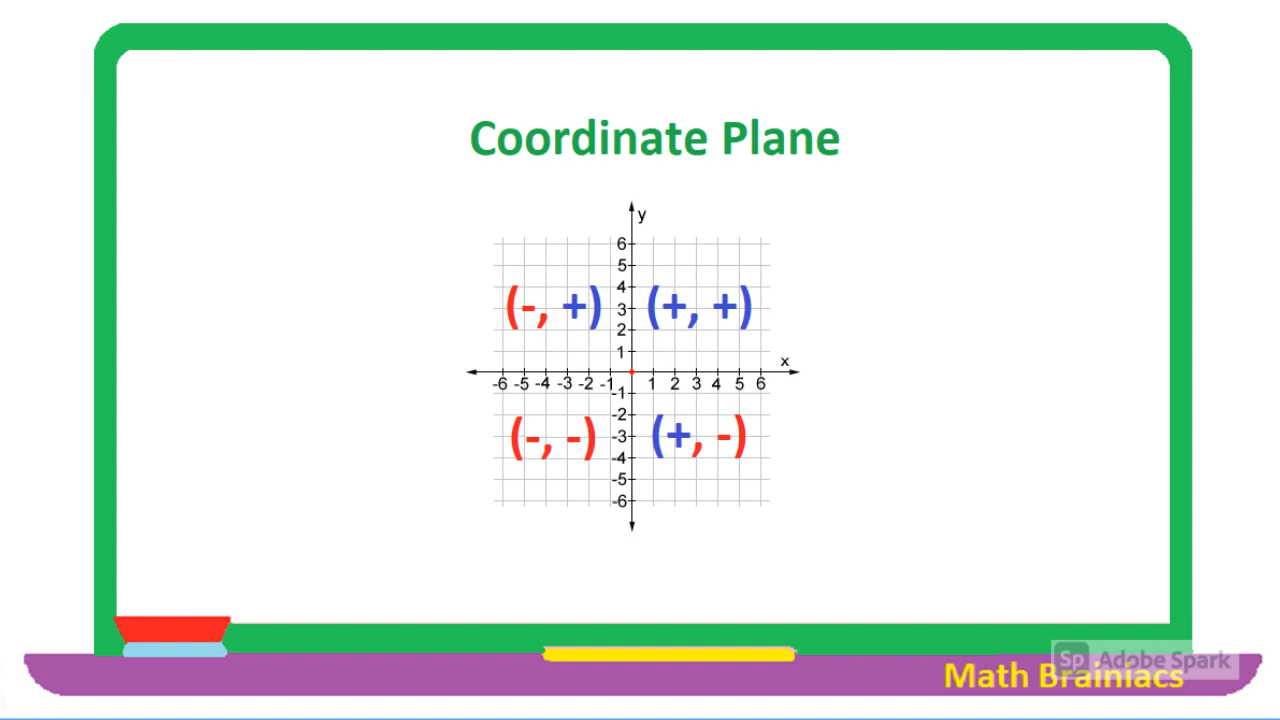 Coordinate Plane
y
6
5
(-, +) 4 (+, +)
3
2
1
x
-6 -5 -4 -3 -2 -1 1 2 3 4 5 6
-1
-2
(-, -) -3 (+, -)
-4
-5
-6
Sp Adobe Spark
Math Brainiacs